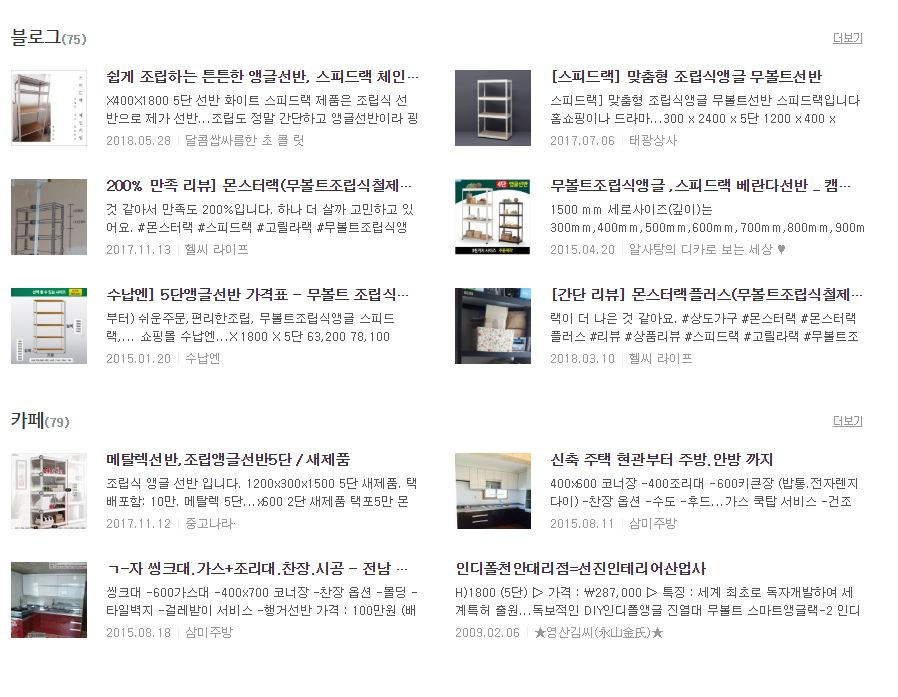 블로그(75)
더보기
쉽게 조립하는 튼튼한 앵글선반, 스피드랙 체인…
X400X1800 5단 선반 화이트 스피드랙 제품은 조립식 선
반으로 제가 선반...조립도 정말 간단하고 앵글선반이라 굉
2018.05.28 달콤쌉싸름한 초 콜 릿
[스피드랙] 맞춤형 조립식앵글 무볼트선반
스피드랙] 맞춤형 조립식앵글 무볼트선반 스피드랙입니다
홈쇼핑이나 드라마...300 x 2400 x 5단 1200 x 400 x
2017.07.06 태광상사
200% 만족 리뷰] 몬스터랙(무볼트조립식철제…
것 같아서 만족도 200%입니다. 하나 더 살까 고민하고 있
어요. #몬스터랙 #스피드랙 #고릴라랙 #무볼트조립식앵
2017.11.13 헬씨 라이프
4단 앵글선반
무볼트조립식앵글 ,스피드랙 베란다선반 _ 캠…
1500 mm 세로사이즈(깊이)는
300mm,400mm,500mm,600mm,700mm,800mm,900m
2015.04.20 알사탕의 디카로 보는 세상 ♥
수납엔] 5단앵글선반 가격표 - 무볼트 조립식…
부터) 쉬운주문,편리한조립, 무볼트조립식앵글 스피드
랙,... 쇼핑몰 수납엔...X 1800 X 5단 63,200 78,100
2015.01.20 수납엔
[간단 리뷰] 몬스터랙플러스(무볼트조립식철제…
랙이 더 나은 것 같아요. #상도가구 #몬스터랙 #몬스터랙
플러스 #리뷰 #상품리뷰 #스피드랙 #고릴라랙 #무볼트조
2018.03.10 헬씨 라이프
카페(79)
더보기
메탈렉선반,조립앵글선반5단 / 새제품
조립식 앵글 선반 입니다. 1200x300x1500 5단 새제품. 택
배포함: 10만. 메탈렉 5단...x600 2단 새제품 택포5만 몬
2017.11.12 중고나라·
신축 주택 현관부터 주방.안방 까지
400x600 코너장 -400조리대 -600키큰장 (밥통.전자렌지
다이) -찬장 옵션 -수도 -후드...가스 쿡탑 서비스 -건조
2015.08.11 삼미주방
ㄱ-자 씽크대.가스+조리대.찬장.시공 - 전남 …
씽크대 -600가스대 -400x700 코너장 -찬장 옵션 -몰딩 -
타일벽지 -걸레받이 서비스 -행거선반 가격 : 100만원 (배
2015.08.18 삼미주방
인디폴천안대리점=선진인테리어산업사
H)1800 (5단) ▷ 가격 : ₩287,000 ▷ 특징 : 세계 최초로 독자개발하여 세
계특허 출원...독보적인 DIY인디폴앵글 진열대 무볼트 스마트앵글랙-2 인디
2009.02.06 ★영산김씨(永山金氏)★